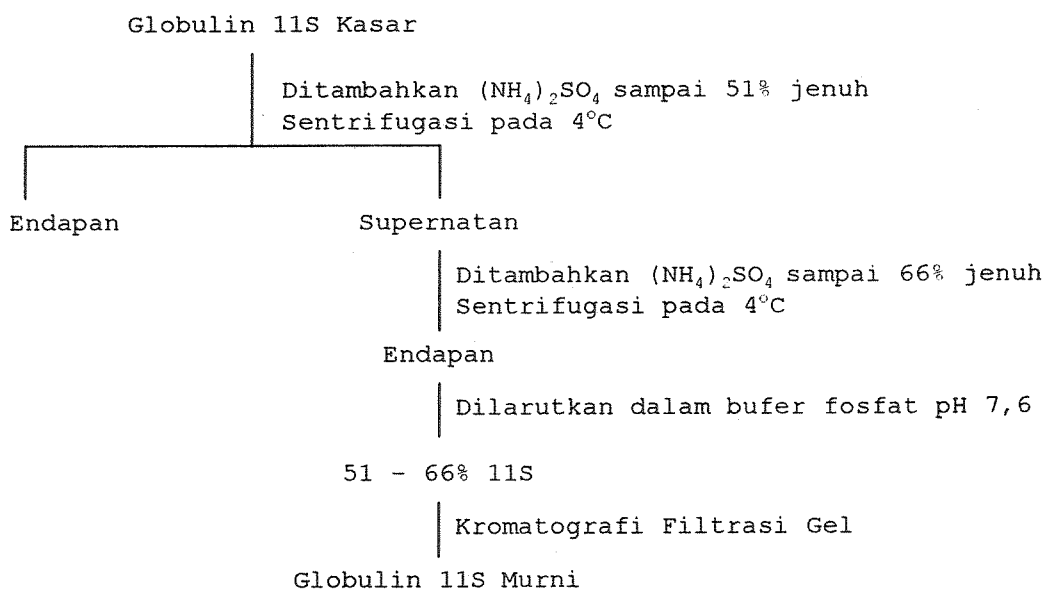 Globulin 11S Kasar
Ditambahkan (NH₄)₂SO₄ sampai 51% jenuh
Sentrifugasi pada 4°C
Endapan
Supernatan
Ditambahkan (NH₄)₂SO₄ sampai 66% jenuh
Sentrifugasi pada 4°C
Endapan
Dilarutkan dalam bufer fosfat pH 7,6
51 - 66% 11S
Kromatografi Filtrasi Gel
Globulin 11S Murni